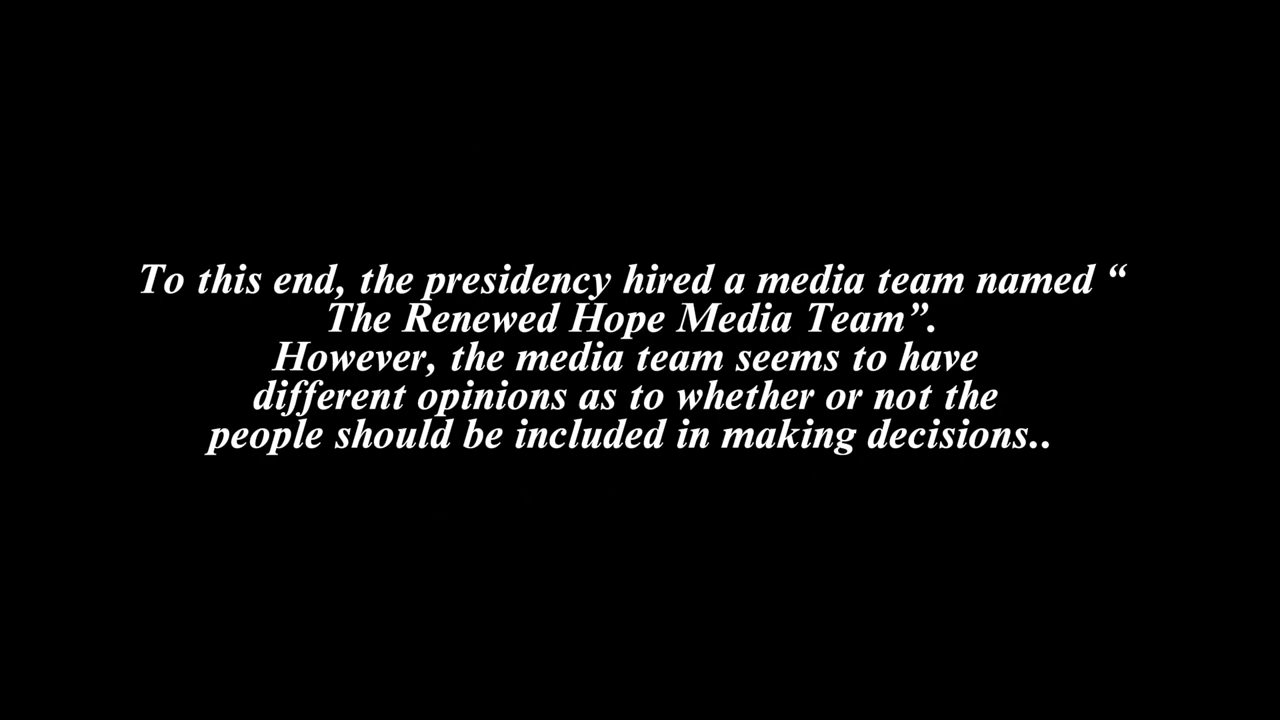 To this end, the presidency hired a media team named “
The Renewed Hope Media Team”.
However, the media team seems to have
different opinions as to whether or not the
people should be included in making decisions..